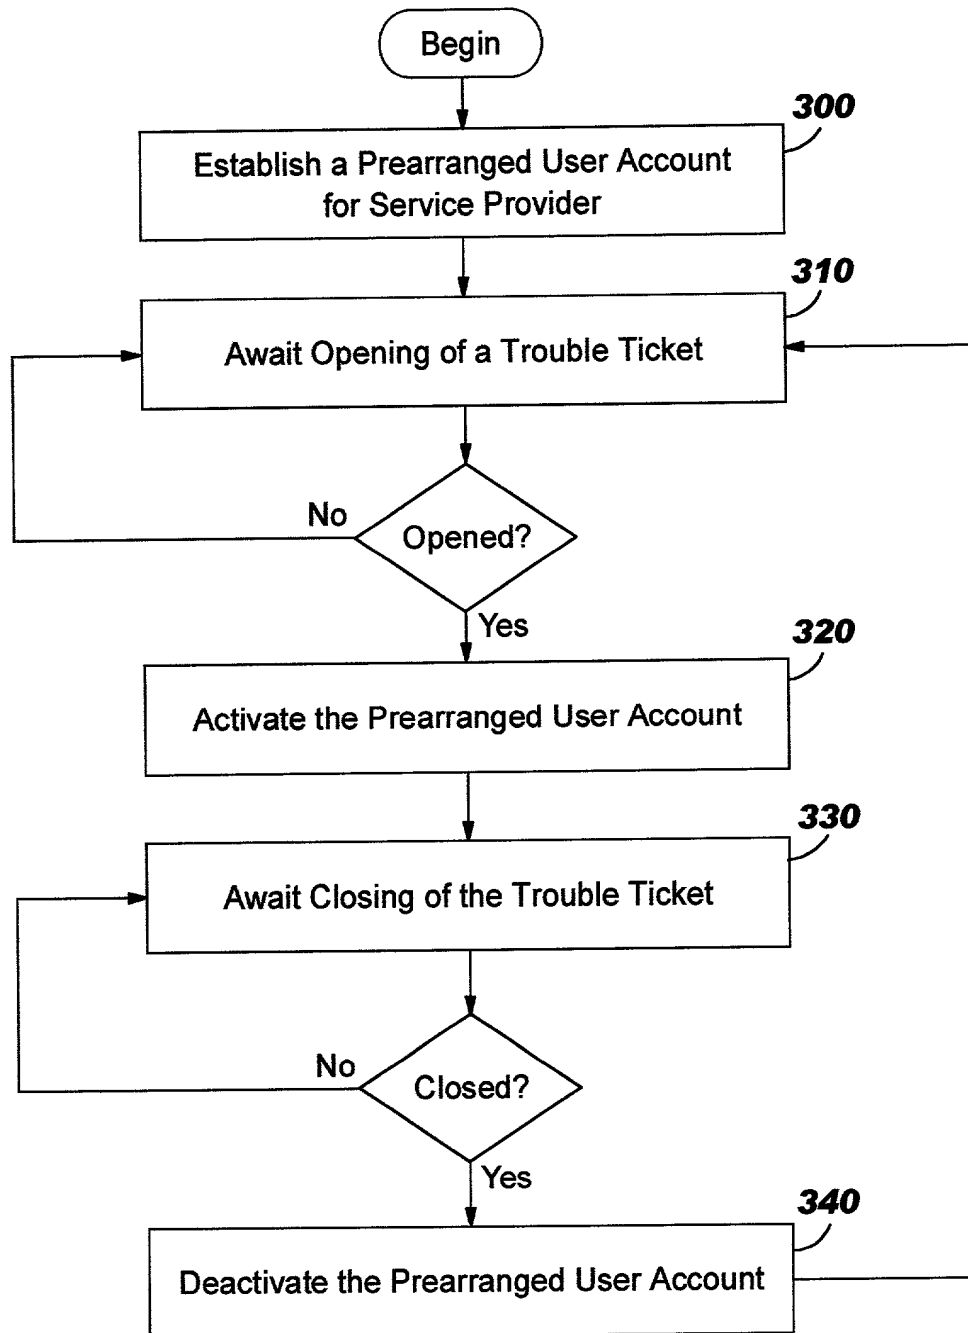 Begin
300
Establish a Prearranged User Account
for Service Provider
310
Await Opening of a Trouble Ticket
No
Opened?
Yes
320
Activate the Prearranged User Account
330
Await Closing of the Trouble Ticket
No
Closed?
Yes
340
Deactivate the Prearranged User Account